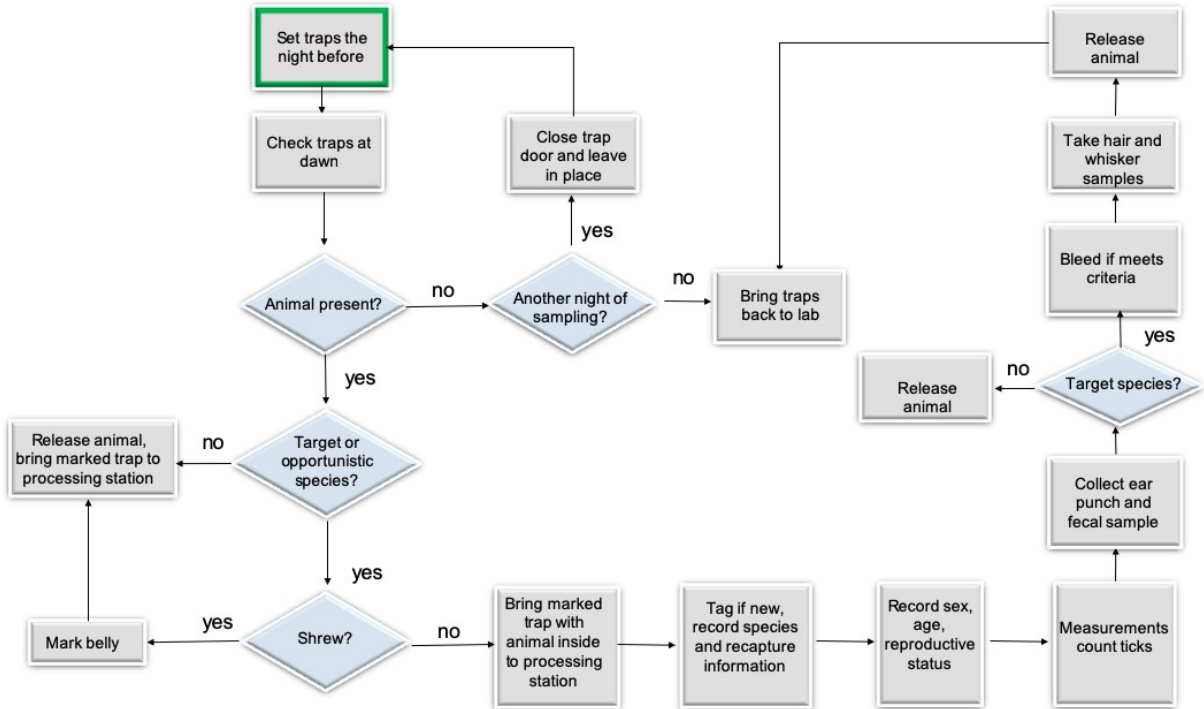 Set traps the
night before
Check traps at
dawn
Close trap
door and leave
in place
yes
Animal present?
no
Another night of
sampling?
no
Bring traps
back to lab
Release
animal
Take hair and
whisker
samples
Bleed if meets
criteria
yes
Target species?
no
Release
animal
yes
Target or
opportunistic
species?
no
Release animal,
bring marked trap to
processing station
yes
Shrew?
yes
Mark belly
no
Bring marked
trap with
animal inside
to processing
station
Tag if new,
record species
and recapture
information
Record sex,
age,
reproductive
status
Measurements
count ticks
Collect ear
punch and
fecal sample